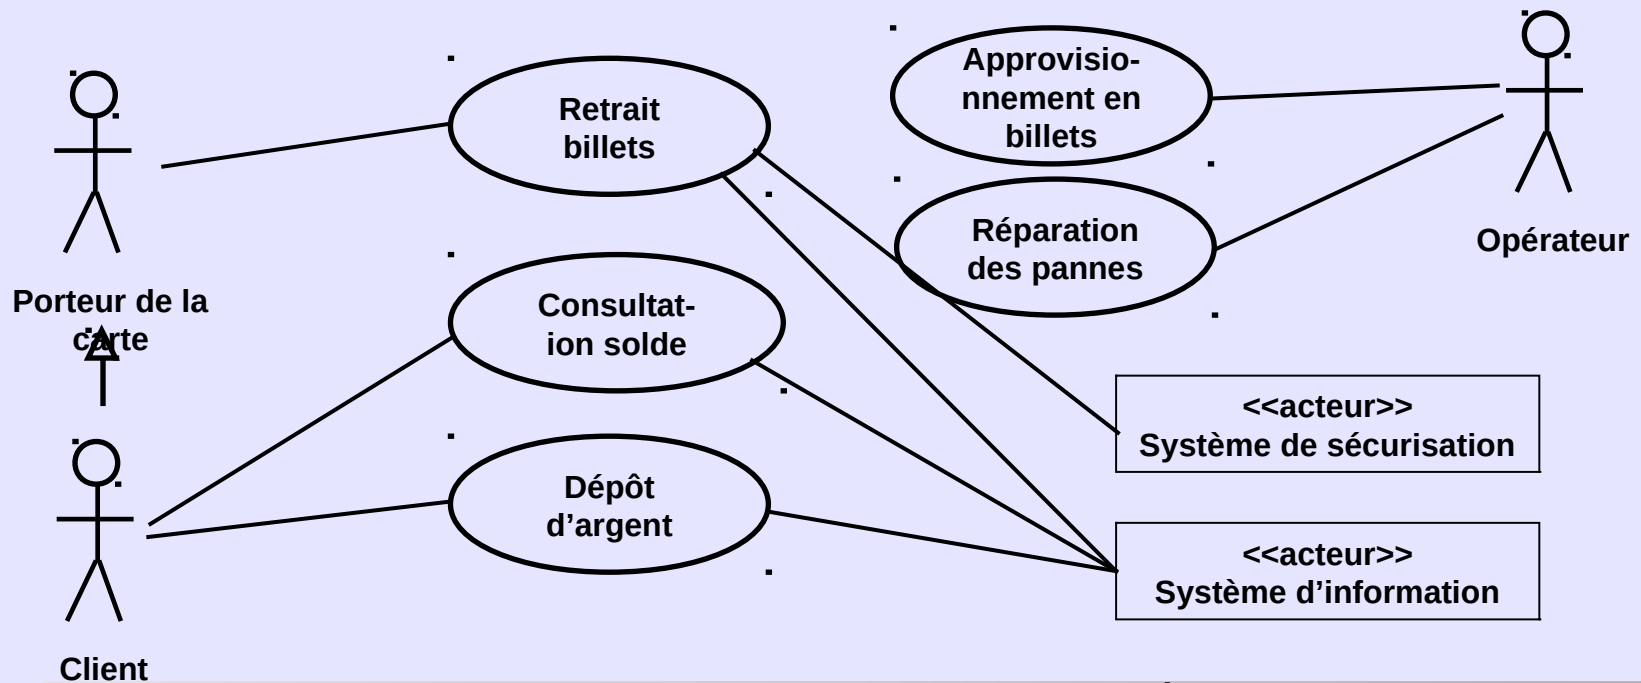 Porteur de la
carte
Client
Retrait
billets
Consultat-
ion solde
Dépôt
d’argent
Approvisio-
nnement en
billets
Réparation
des pannes
Opérateur
<<acteur>>
Système de sécurisation
<<acteur>>
Système d’information